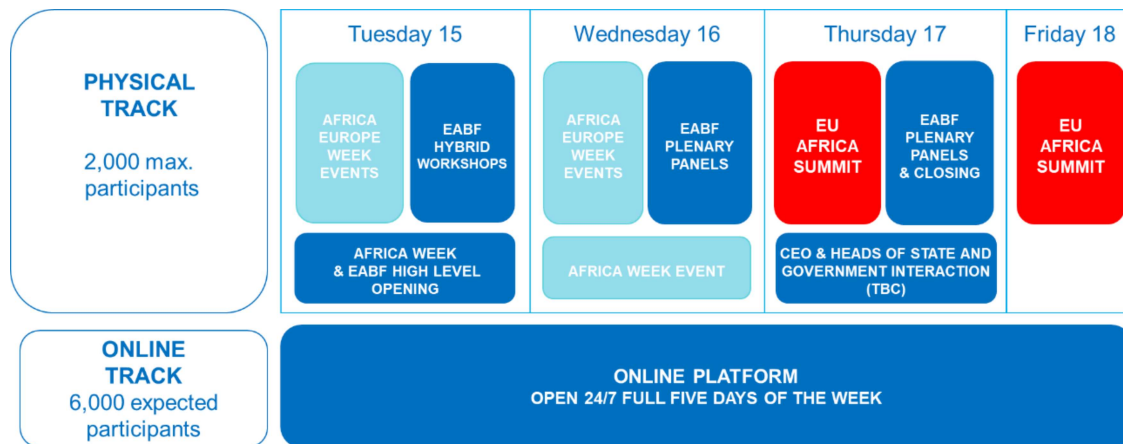 PHYSICAL
TRACK
2,000 max.
participants
Tuesday 15
Wednesday 16
Thursday 17
Friday 18
AFRICA
EUROPE
WEEK
EVENTS
EABF
HYBRID
WORKSHOPS
AFRICA
EUROPE
WEEK
EVENTS
EABF
PLENARY
PANELS
EU
AFRICA
SUMMIT
EABF
PLENARY
PANELS
& CLOSING
EU
AFRICA
SUMMIT
AFRICA WEEK
& EABF HIGH LEVEL
OPENING
AFRICA WEEK EVENT
CEO & HEADS OF STATE AND
GOVERNMENT INTERACTION
(TBC)
ONLINE
TRACK
6,000 expected
participants
ONLINE PLATFORM
OPEN 24/7 FULL FIVE DAYS OF THE WEEK